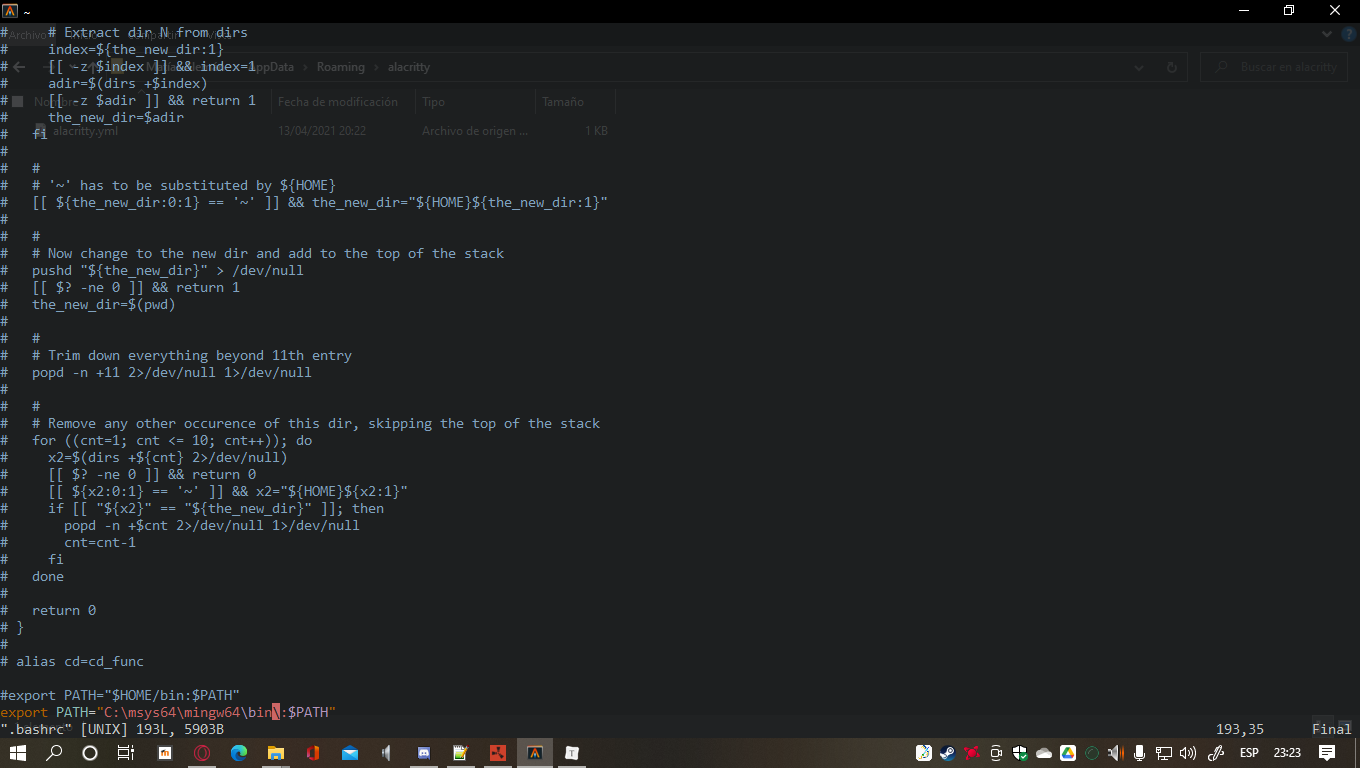 ~
#     # Extract dir N from dirs
#     index=${the_new_dir:1}
#     [[ -z $index ]] && index=1
#     adir=$(dirs +$index)
#     [[ -z $adir ]] && return 1
#     the_new_dir=$adir
#   fi
#
#   #
#   # '~' has to be substituted by ${HOME}
#   [[ ${the_new_dir:0:1} == '~' ]] && the_new_dir="${HOME}${the_new_dir:1}"
#
#   #
#   # Now change to the new dir and add to the top of the stack
#   pushd "${the_new_dir}" > /dev/null
#   [[ $? -ne 0 ]] && return 1
#   the_new_dir=$(pwd)
#
#   #
#   # Trim down everything beyond 11th entry
#   popd -n +11 2>/dev/null 1>/dev/null
#
#   #
#   # Remove any other occurence of this dir, skipping the top of the stack
#   for ((cnt=1; cnt <= 10; cnt++)); do
#     x2=$(dirs +${cnt} 2>/dev/null)
#     [[ $? -ne 0 ]] && return 0
#     [[ ${x2:0:1} == '~' ]] && x2="${HOME}${x2:1}"
#     if [[ "${x2}" == "${the_new_dir}" ]]; then
#       popd -n +$cnt 2>/dev/null 1>/dev/null
#       cnt=cnt-1
#     fi
#   done
#
#   return 0
# }
#
# alias cd=cd_func

#export PATH="$HOME/bin:$PATH"
export PATH="C:\msys64\mingw64\bin\:$PATH"
".bashrc" [UNIX] 193L, 5903B 193,35 Final
Archivo
AppData > Roaming > alacritty
Buscar en alacritty
Nombre Fecha de modificación Tipo Tamaño
alacritty.yml 13/04/2021 20:22 Archivo de origen ... 1 KB
ESP 23:23